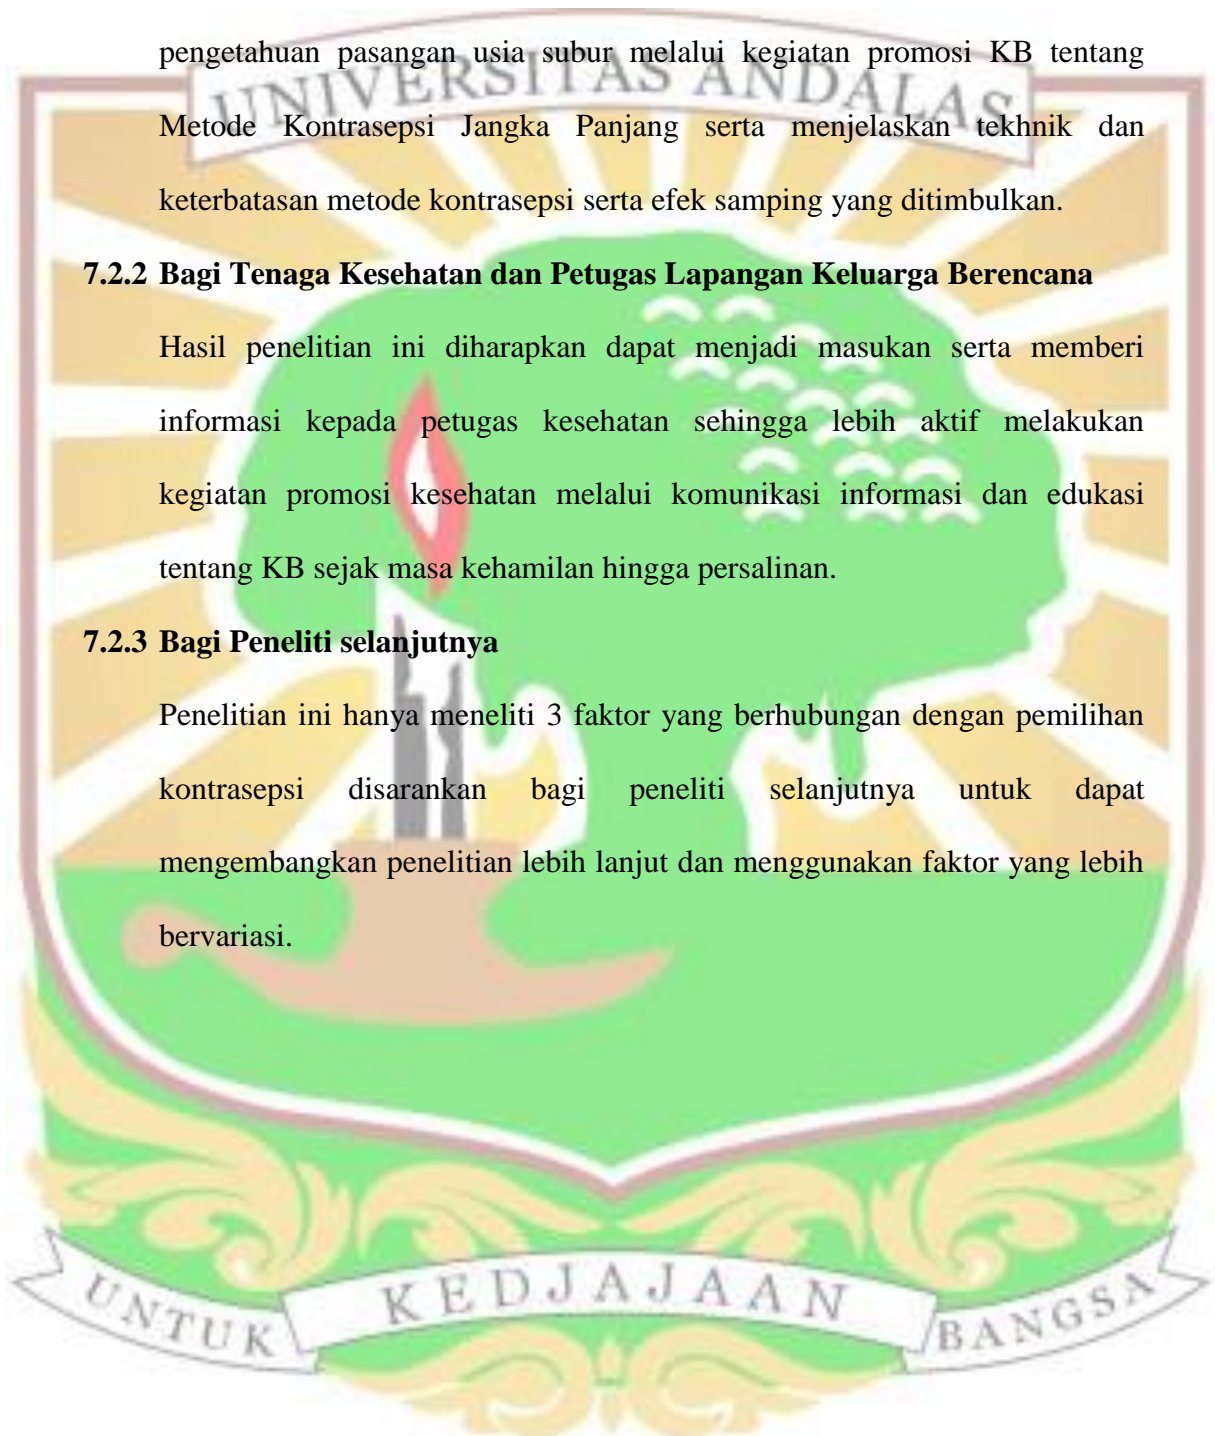 pengetahuan pasangan usia subur melalui kegiatan promosi KB tentang
UNIVERSITAS ANDALAS
Metode Kontrasepsi Jangka Panjang serta menjelaskan tekhnik dan
keterbatasan metode kontrasepsi serta efek samping yang ditimbulkan.
7.2.2 Bagi Tenaga Kesehatan dan Petugas Lapangan Keluarga Berencana
Hasil penelitian ini diharapkan dapat menjadi masukan serta memberi
informasi kepada petugas kesehatan sehingga lebih aktif melakukan
kegiatan promosi kesehatan melalui komunikasi informasi dan edukasi
tentang KB sejak masa kehamilan hingga persalinan.
7.2.3 Bagi Peneliti selanjutnya
Penelitian ini hanya meneliti 3 faktor yang berhubungan dengan pemilihan
kontrasepsi disarankan bagi peneliti selanjutnya untuk dapat
mengembangkan penelitian lebih lanjut dan menggunakan faktor yang lebih
bervariasi.
UNTUK KEDJAJAAN BANGSA